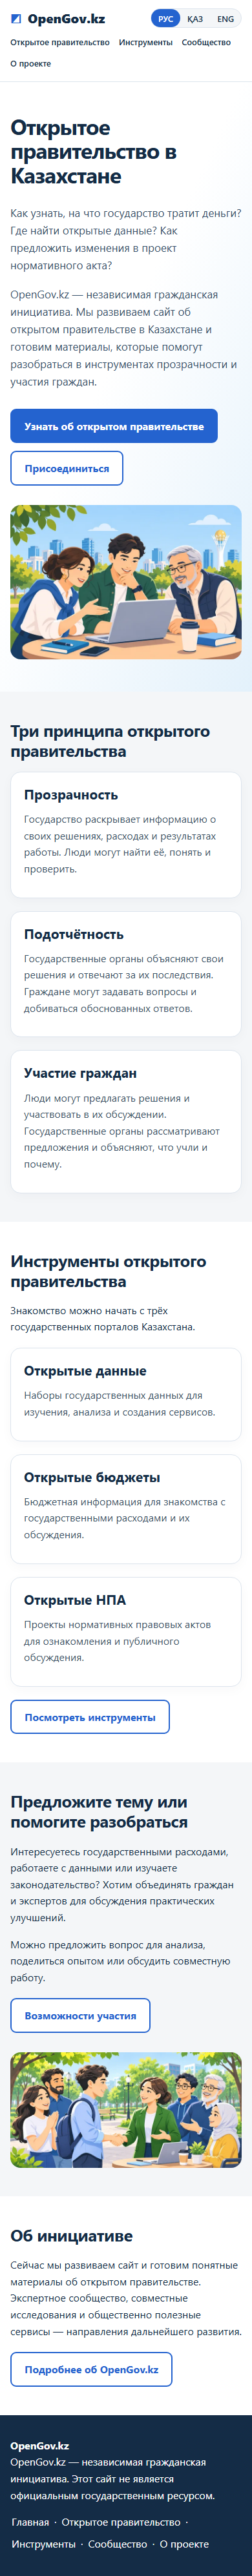 OpenGov.kz
РУС ҚАЗ ENG
Открытое правительство Инструменты Сообщество
О проекте
Открытое
правительство в
Казахстане
Как узнать, на что государство тратит деньги?
Где найти открытые данные? Как
предложить изменения в проект
нормативного акта?
OpenGov.kz — независимая гражданская
инициатива. Мы развиваем сайт об
открытом правительстве в Казахстане и
готовим материалы, которые помогут
разобраться в инструментах прозрачности и
участия граждан.
Узнать об открытом правительстве
Присоединиться
Три принципа открытого
правительства
Прозрачность
Государство раскрывает информацию о
своих решениях, расходах и результатах
работы. Люди могут найти её, понять и
проверить.
Подотчётность
Государственные органы объясняют свои
решения и отвечают за их последствия.
Граждане могут задавать вопросы и
добиваться обоснованных ответов.
Участие граждан
Люди могут предлагать решения и
участвовать в их обсуждении.
Государственные органы рассматривают
предложения и объясняют, что учли и
почему.
Инструменты открытого
правительства
Знакомство можно начать с трёх
государственных порталов Казахстана.
Открытые данные
Наборы государственных данных для
изучения, анализа и создания сервисов.
Открытые бюджеты
Бюджетная информация для знакомства с
государственными расходами и их
обсуждения.
Открытые НПА
Проекты нормативных правовых актов
для ознакомления и публичного
обсуждения.
Посмотреть инструменты
Предложите тему или
помогите разобраться
Интересуетесь государственными расходами,
работаете с данными или изучаете
законодательство? Хотим объединять граждан
и экспертов для обсуждения практических
улучшений.
Можно предложить вопрос для анализа,
поделиться опытом или обсудить совместную
работу.
Возможности участия
Об инициативе
Сейчас мы развиваем сайт и готовим понятные
материалы об открытом правительстве.
Экспертное сообщество, совместные
исследования и общественно полезные
сервисы — направления дальнейшего развития.
Подробнее об OpenGov.kz
OpenGov.kz
OpenGov.kz — независимая гражданская
инициатива. Этот сайт не является
официальным государственным ресурсом.
Главная · Открытое правительство ·
Инструменты · Сообщество · О проекте